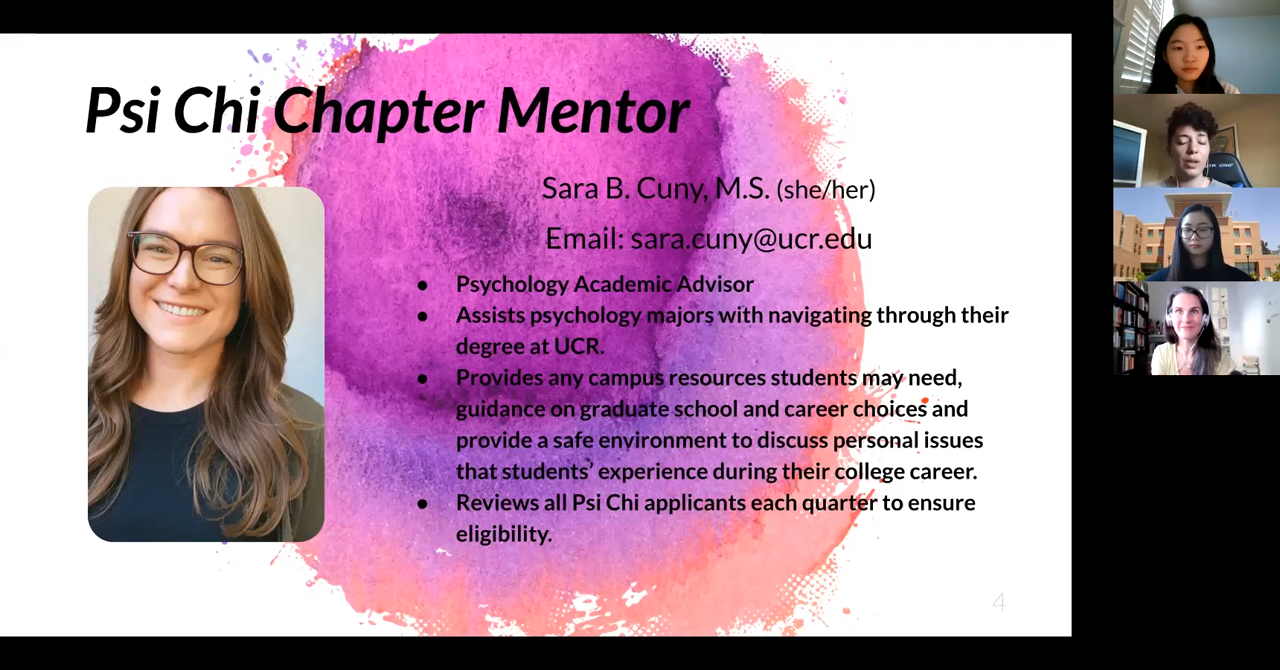 Psi Chi Chapter Mentor
Sara B. Cuny, M.S. (she/her)
Email: sara.cuny@ucr.edu
● Psychology Academic Advisor
● Assists psychology majors with navigating through their
degree at UCR.
● Provides any campus resources students may need,
guidance on graduate school and career choices and
provide a safe environment to discuss personal issues
that students’ experience during their college career.
● Reviews all Psi Chi applicants each quarter to ensure
eligibility.
4